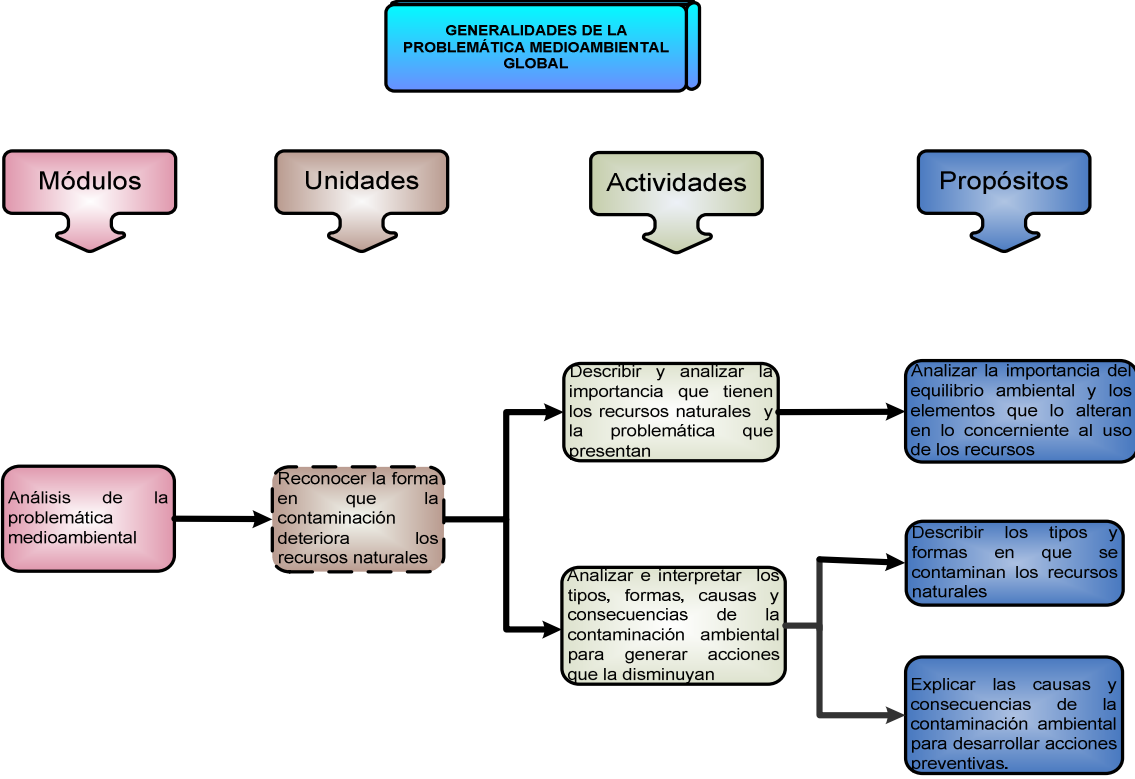 GENERALIDADES DE LA
PROBLEMÁTICA MEDIOAMBIENTAL
GLOBAL
Módulos
Unidades
Actividades
Propósitos
Análisis de la
problemática
medioambiental
Reconocer la forma
en que la
contaminación
deteriora los
recursos naturales
Describir y analizar la
importancia que tienen
los recursos naturales y
la problemática que
presentan
Analizar e interpretar los
tipos, formas, causas y
consecuencias de la
contaminación ambiental
para generar acciones
que la disminuyan
Analizar la importancia del
equilibrio ambiental y los
elementos que lo alteran
en lo concerniente al uso
de los recursos
Describir los tipos y
formas en que se
contaminan los recursos
naturales
Explicar las causas y
consecuencias de la
contaminación ambiental
para desarrollar acciones
preventivas.